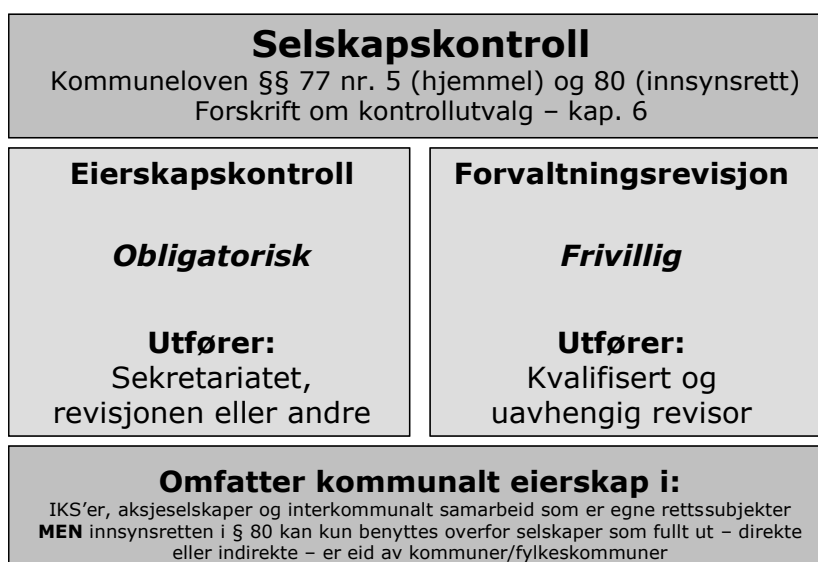 Selskapskontroll
Kommuneloven §§ 77 nr. 5 (hjemmel) og 80 (innsynsrett)
Forskrift om kontrollutvalg – kap. 6
Eierskapskontroll
Obligatorisk
Utfører:
Sekretariatet,
revisjonen eller andre
Forvaltningsrevisjon
Frivillig
Utfører:
Kvalifisert og
uavhengig revisor
Omfatter kommunalt eierskap i:
IKS’er, aksjeselskaper og interkommunalt samarbeid som er egne rettssubjekter
MEN innsynsretten i § 80 kan kun benyttes overfor selskaper som fullt ut – direkte
eller indirekte – er eid av kommuner/fylkeskommuner